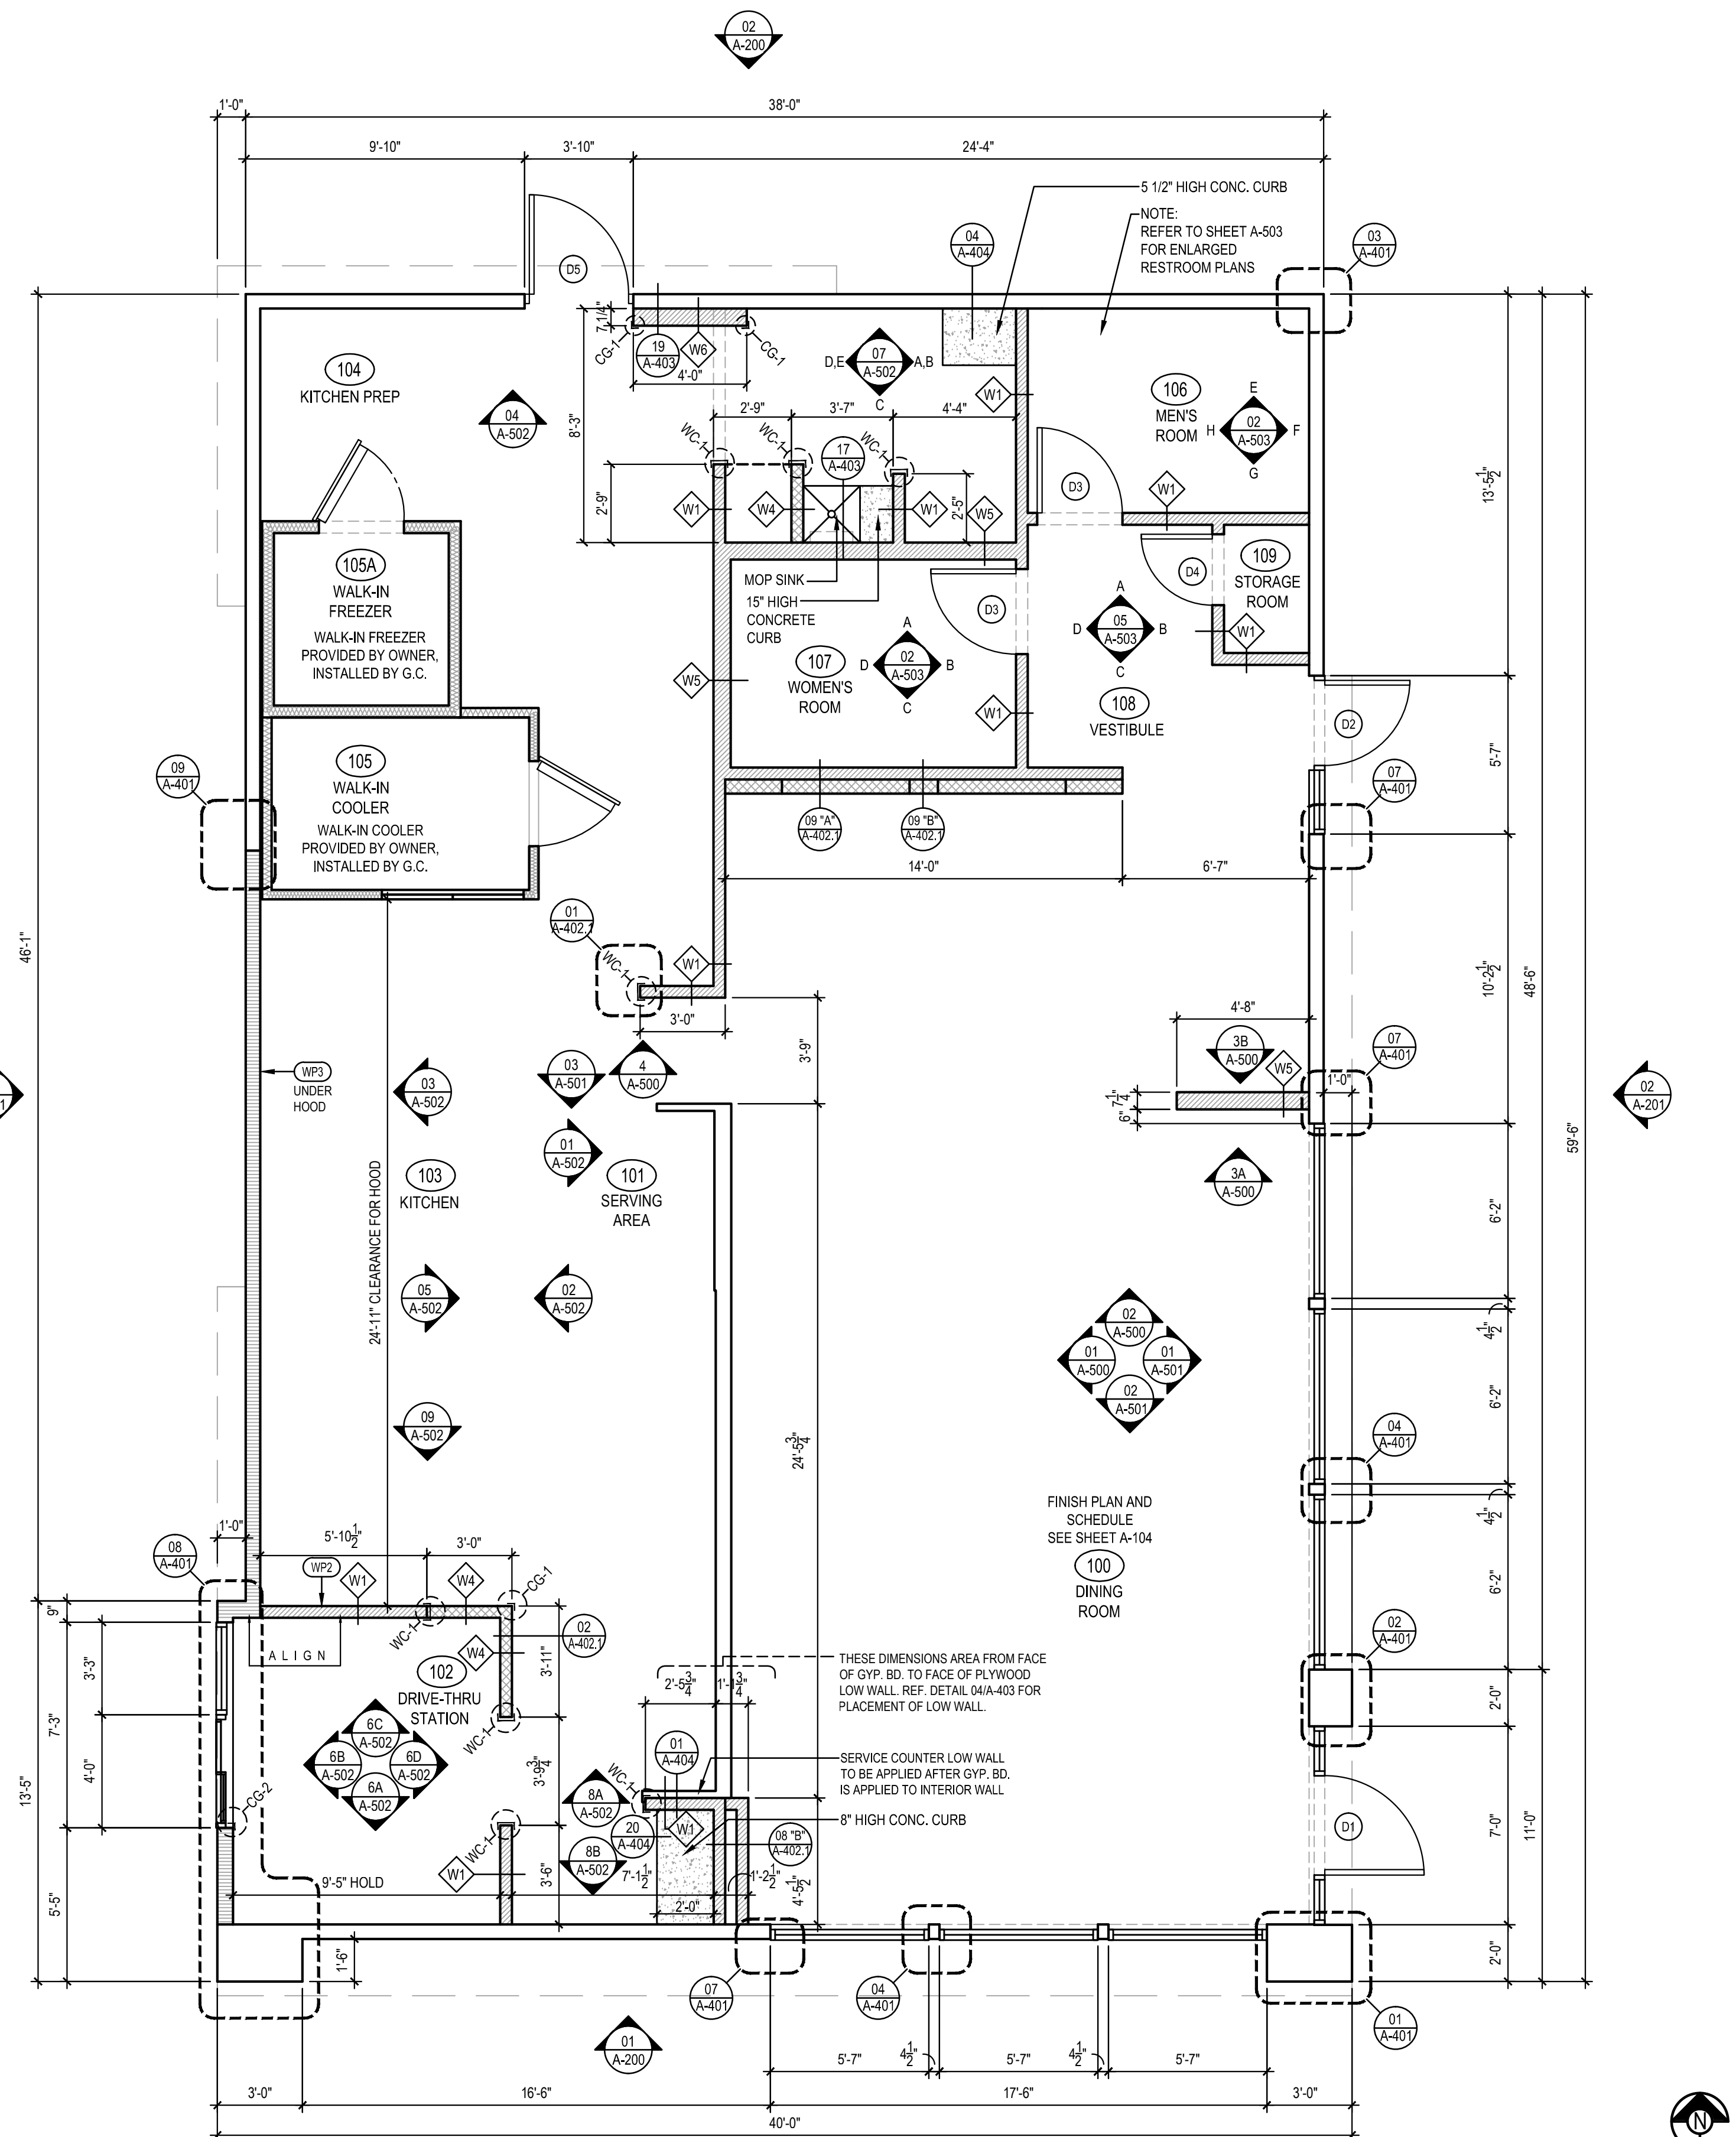 02
A-200
1'-0"
38'-0"
9'-10"
3'-10"
24'-4"
5 1/2" HIGH CONC. CURB
NOTE:
REFER TO SHEET A-503
FOR ENLARGED
RESTROOM PLANS
04
A-404
03
A-401
D5
7 1/4"
CG-1
19
A-403
W6
CG-1
4'-0"
D,E
07
A-502
A,B
C
W1
104
KITCHEN PREP
04
A-502
8'-3"
2'-9"
3'-7"
4'-4"
106
MEN'S
ROOM
E
H
02
A-503
F
G
WC-1
WC-1
17
A-403
WC-1
D3
W1
2'-9"
W1
W4
W1
2'-5"
W5
13'-5 1/2"
105A
WALK-IN
FREEZER
WALK-IN FREEZER
PROVIDED BY OWNER,
INSTALLED BY G.C.
MOP SINK
15" HIGH
CONCRETE
CURB
D3
D4
109
STORAGE
ROOM
W1
A
D
05
A-503
B
C
A
D
02
A-503
B
C
107
WOMEN'S
ROOM
W5
W1
108
VESTIBULE
D2
5'-7"
09
A-401
105
WALK-IN
COOLER
WALK-IN COOLER
PROVIDED BY OWNER,
INSTALLED BY G.C.
09 "A"
A-402.1
09 "B"
A-402.1
07
A-401
14'-0"
6'-7"
46'-1"
01
A-402.1
WC-1
W1
3'-0"
10'-2 1/2"
48'-6"
59'-6"
4'-8"
3B
A-500
W5
1'-0"
07
A-401
02
A-201
3'-9"
7 1/4"
6"
WP3
UNDER
HOOD
03
A-502
03
A-501
4
A-500
01
A-502
103
KITCHEN
101
SERVING
AREA
3A
A-500
6'-2"
24'-11" CLEARANCE FOR HOOD
05
A-502
02
A-502
02
A-500
01
A-500
01
A-501
02
A-501
4 1/2"
6'-2"
09
A-502
24'-5 3/4"
04
A-401
4 1/2"
FINISH PLAN AND
SCHEDULE
SEE SHEET A-104
100
DINING
ROOM
6'-2"
1'-0"
08
A-401
5'-10 1/2"
3'-0"
WP2
W1
W4
CG-1
WC-1
02
A-402.1
W4
3'-11"
9"
ALIGN
3'-3"
7'-3"
4'-0"
13'-5"
5'-5"
102
DRIVE-THRU
STATION
02
A-401
2'-0"
THESE DIMENSIONS AREA FROM FACE
OF GYP. BD. TO FACE OF PLYWOOD
LOW WALL. REF. DETAIL 04/A-403 FOR
PLACEMENT OF LOW WALL.
2'-5 3/4"
1'-1 3/4"
6C
A-502
6B
A-502
6D
A-502
6A
A-502
WC-1
3'-9 3/4"
CG-2
01
A-404
WC-1
8A
A-502
SERVICE COUNTER LOW WALL
TO BE APPLIED AFTER GYP. BD.
IS APPLIED TO INTERIOR WALL
8" HIGH CONC. CURB
20
A-404
W1
08 "B"
A-402.1
8B
A-502
WC-1
W1
3'-6"
7'-1 1/2"
1'-2 1/2"
4'-5 1/2"
9'-5" HOLD
2'-0"
D1
7'-0"
11'-0"
2'-0"
1'-6"
07
A-401
04
A-401
01
A-401
01
A-200
5'-7"
4 1/2"
5'-7"
4 1/2"
5'-7"
3'-0"
16'-6"
17'-6"
3'-0"
40'-0"
N